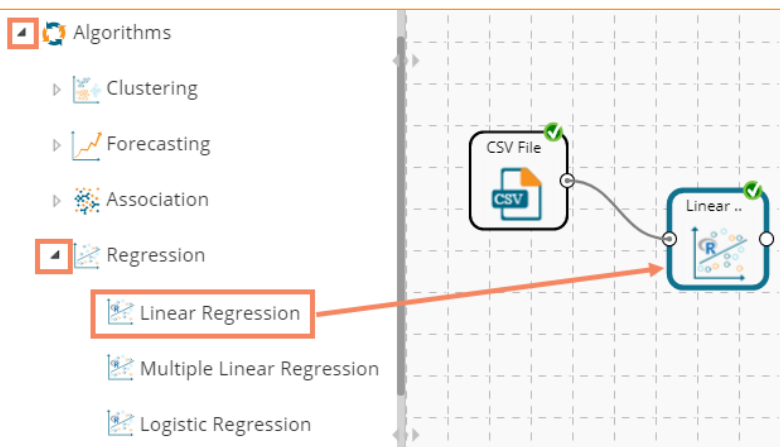 Algorithms
Clustering
Forecasting
Association
Regression
Linear Regression
Multiple Linear Regression
Logistic Regression
CSV File
CSV
Linear ..
R